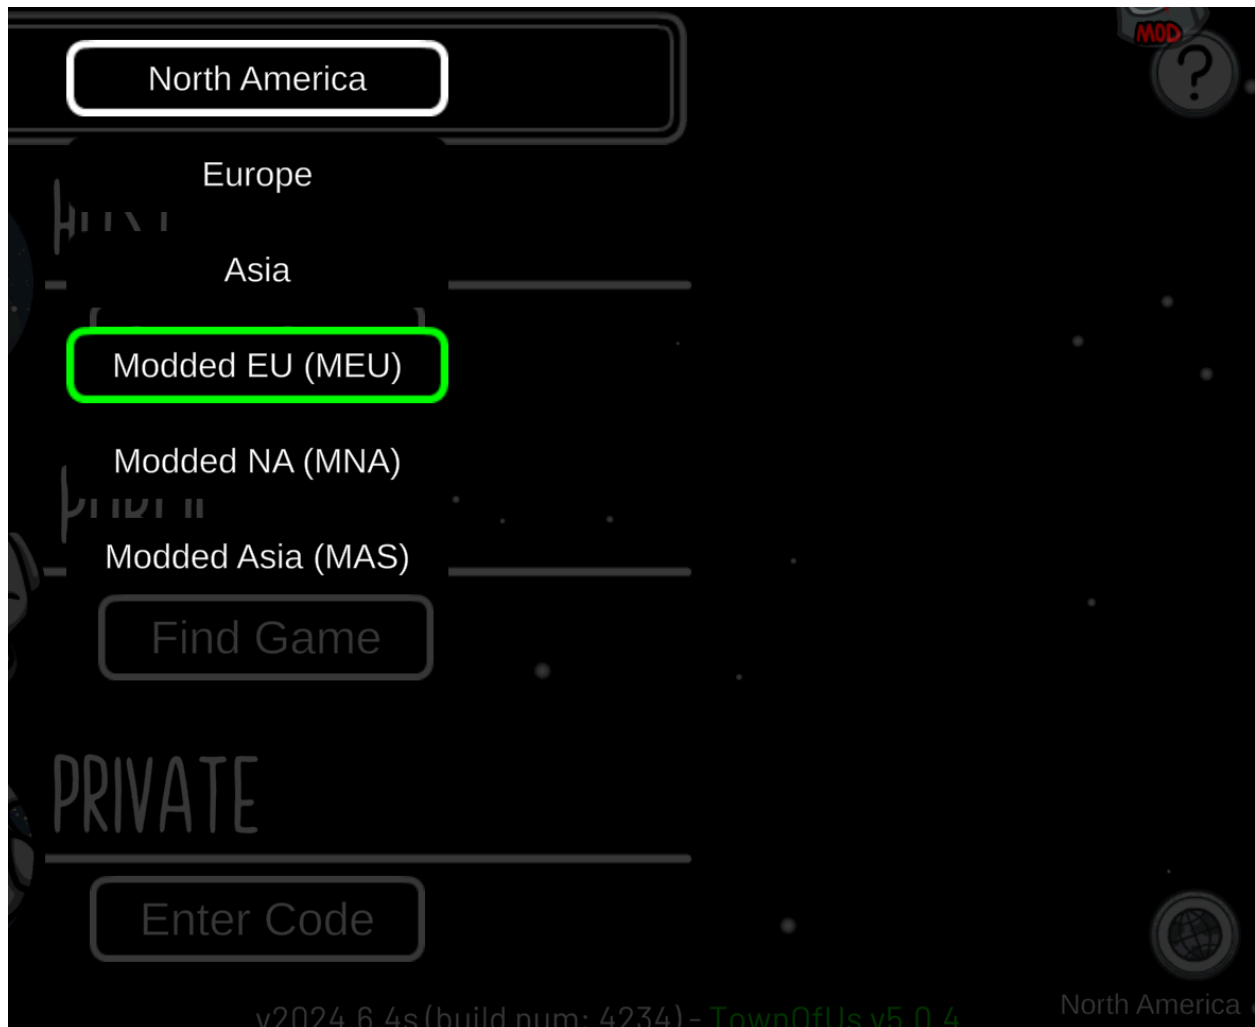 MOD
?
North America
Europe
Asia
Modded EU (MEU)
Modded NA (MNA)
Modded Asia (MAS)
Find Game
PRIVATE
Enter Code
North America
v2024.6.4s (build num: 4234) - TownOfUs v5.0.4